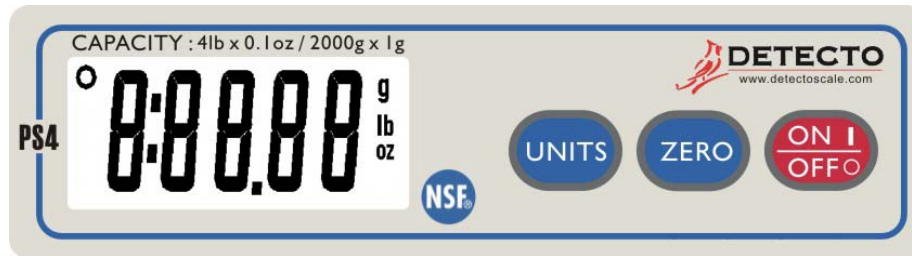 CAPACITY : 4lb x 0.1oz / 2000g x 1g
PS4
8:88.88
g
lb
oz
NSF®
DETECTO
www.detectoscale.com
UNITS
ZERO
ON I
OFF O